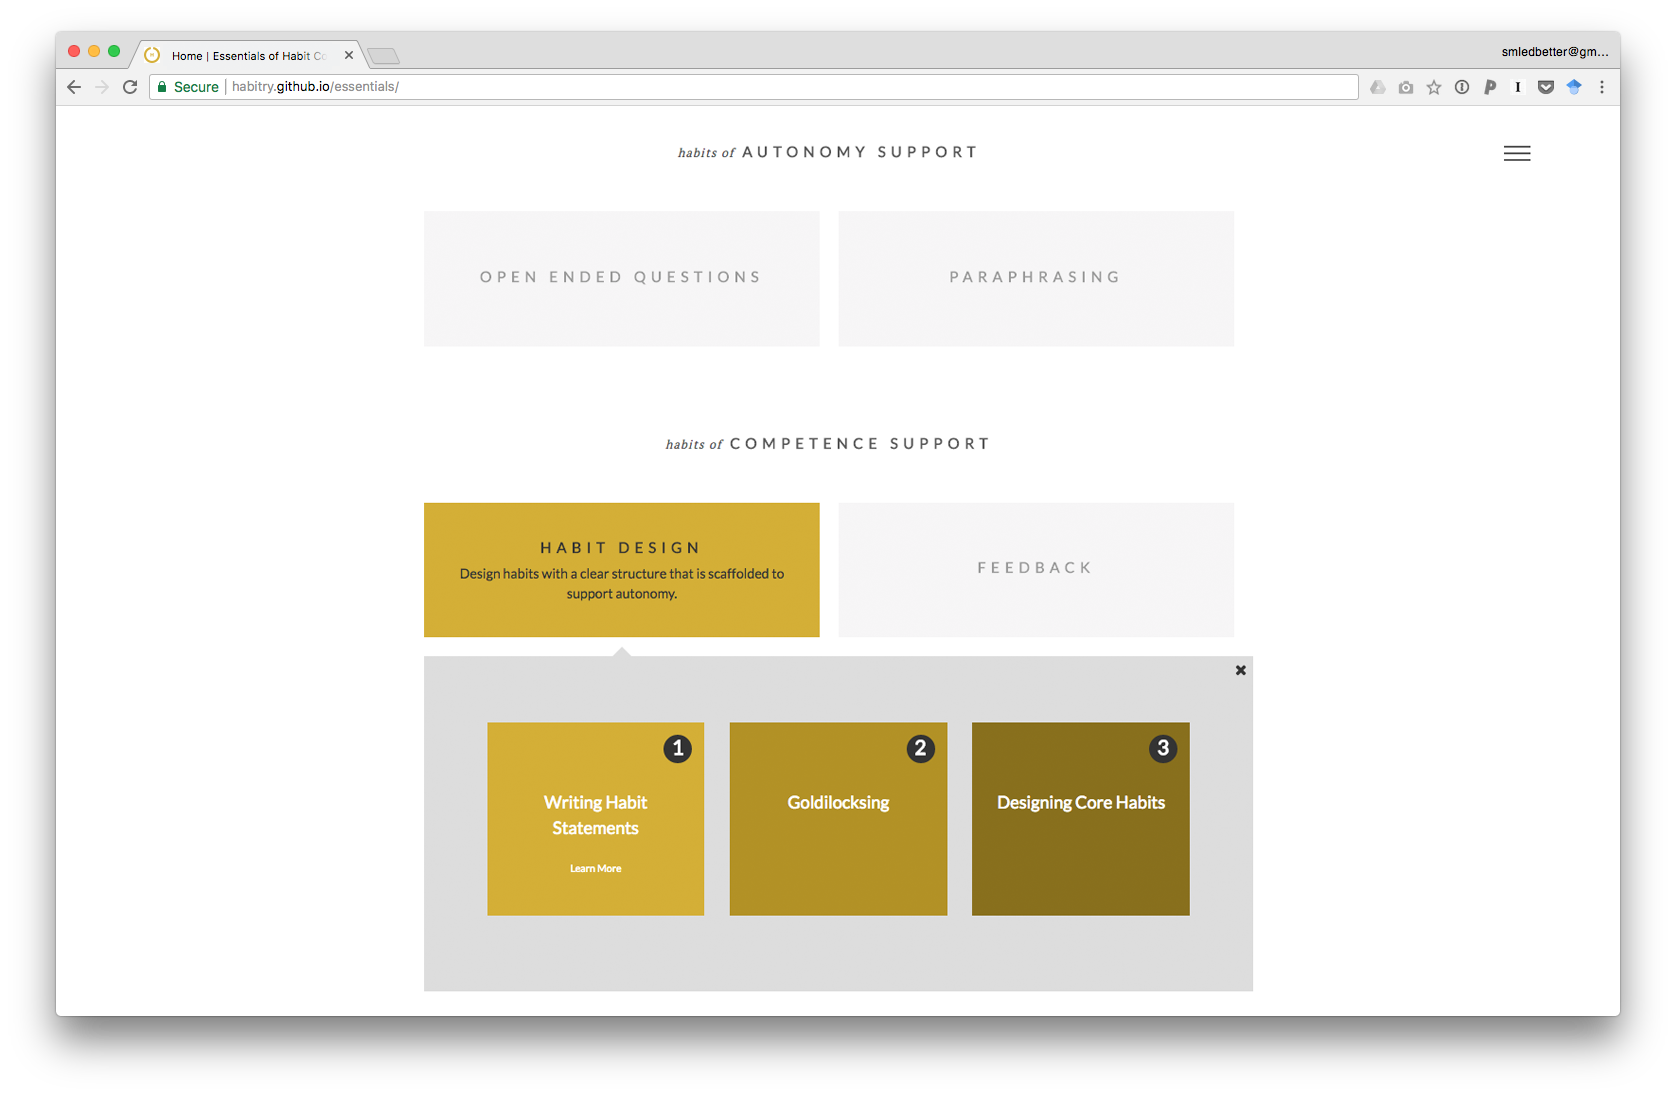 Home | Essentials of Habit Co
smledbetter@gm...
Secure habitry.github.io/essentials/
habits of AUTONOMY SUPPORT
OPEN ENDED QUESTIONS
PARAPHRASING
habits of COMPETENCE SUPPORT
HABIT DESIGN
Design habits with a clear structure that is scaffolded to
support autonomy.
FEEDBACK
1
Writing Habit
Statements
Learn More
2
Goldilocksing
3
Designing Core Habits